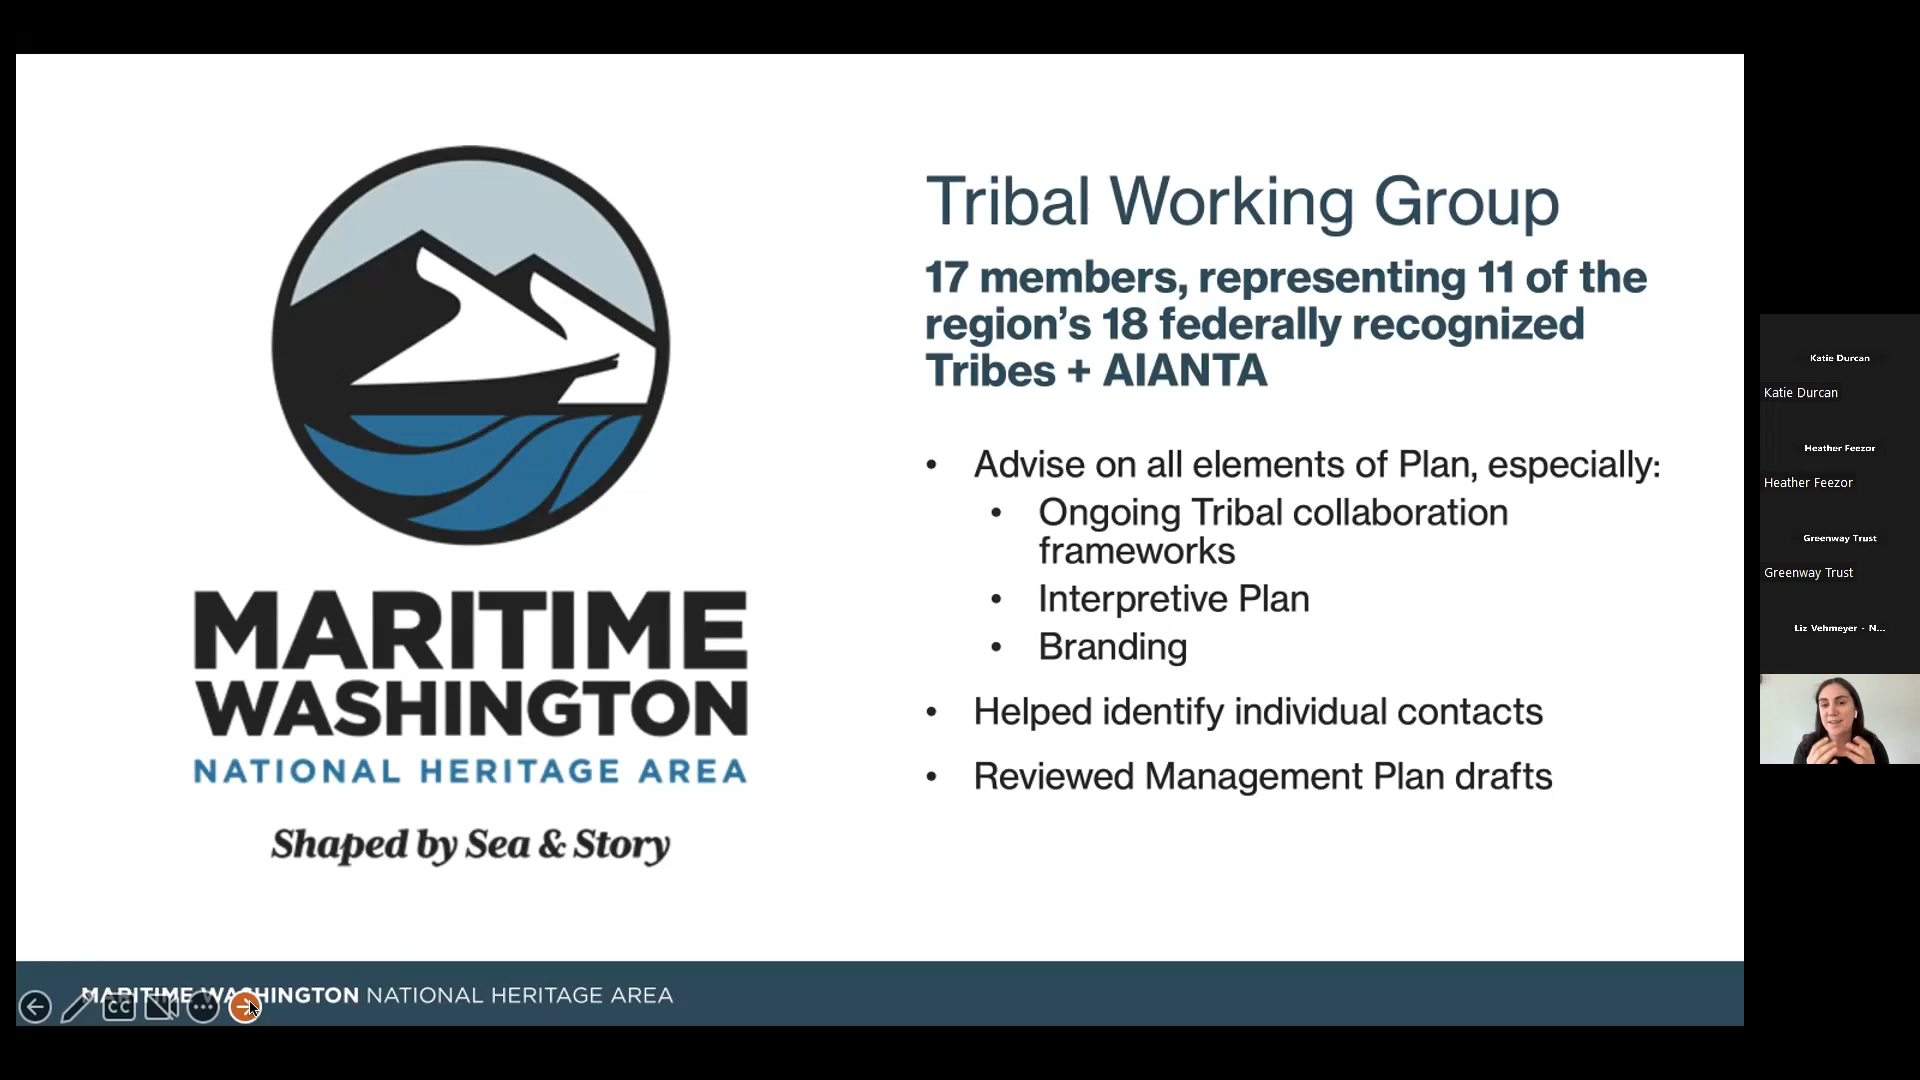 MARITIME
WASHINGTON
NATIONAL HERITAGE AREA
Shaped by Sea & Story
Tribal Working Group
17 members, representing 11 of the
region’s 18 federally recognized
Tribes + AIANTA
• Advise on all elements of Plan, especially:
• Ongoing Tribal collaboration
frameworks
• Interpretive Plan
• Branding
• Helped identify individual contacts
• Reviewed Management Plan drafts
MARITIME WASHINGTON NATIONAL HERITAGE AREA
CC
Katie Durcan
Katie Durcan
Heather Feezor
Heather Feezor
Greenway Trust
Greenway Trust
Liz Vehmeyer - N...